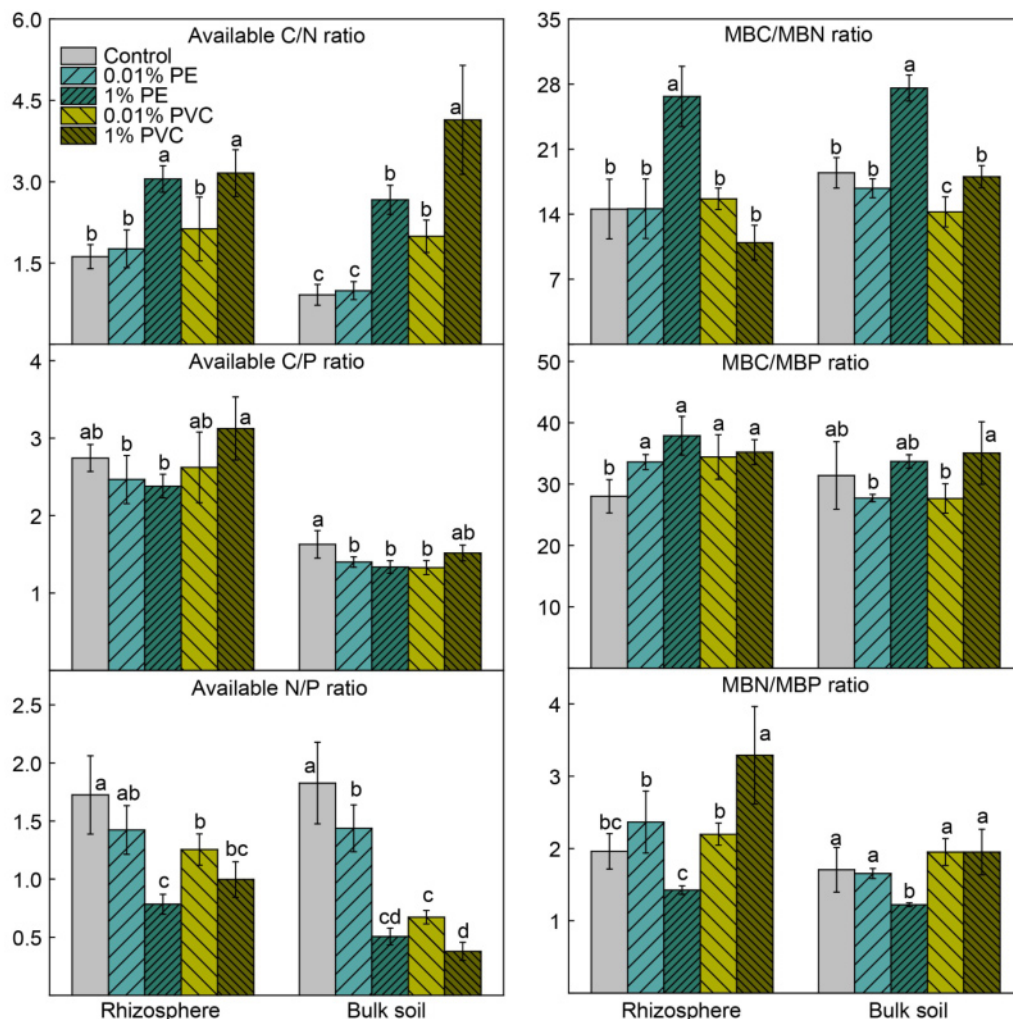 Available C/N ratio
6.0
4.5
3.0
1.5
Control
0.01% PE
1% PE
0.01% PVC
1% PVC
b b a b a
c c b b a
MBC/MBN ratio
35
28
21
14
7
b b a b b
b b a c b
Available C/P ratio
4
3
2
1
ab b b ab a
a b b b ab
MBC/MBP ratio
50
40
30
20
10
b a a a a
ab b ab b a
Available N/P ratio
2.5
2.0
1.5
1.0
0.5
a ab c b bc
a b cd c d
Rhizosphere Bulk soil
MBN/MBP ratio
4
3
2
1
bc b c b a
a a b a a
Rhizosphere Bulk soil